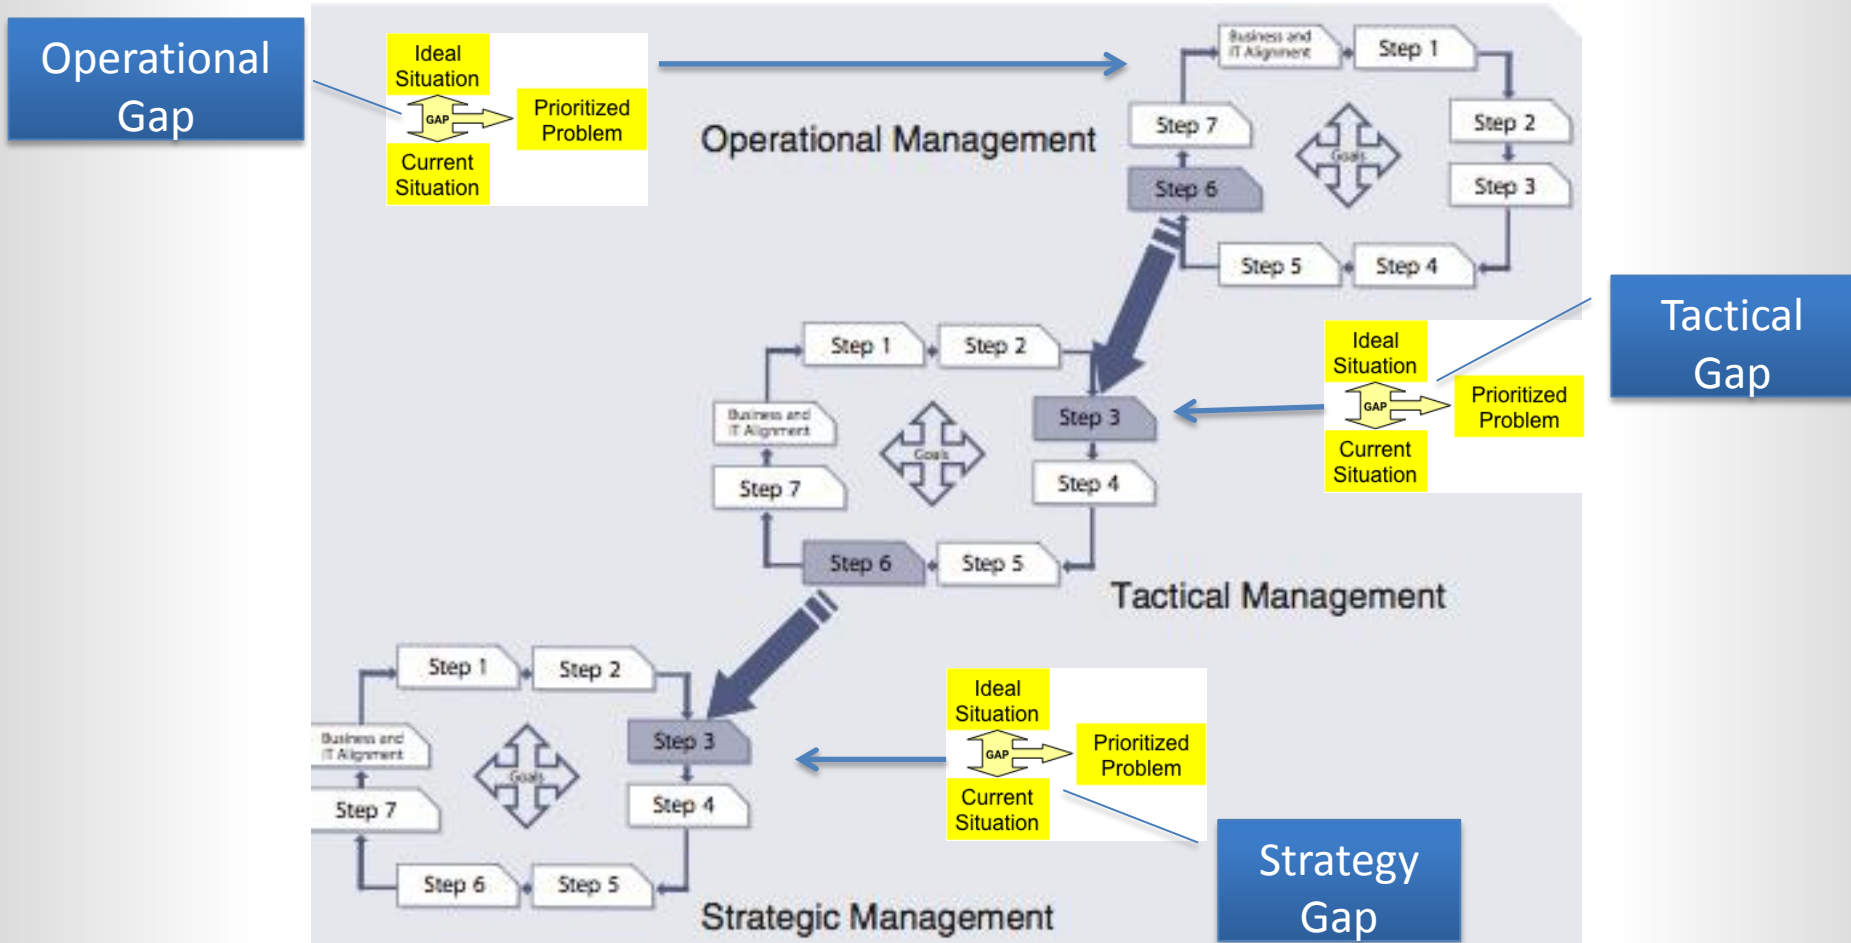 Operational
Gap
Ideal
Situation
GAP
Prioritized
Problem
Current
Situation
Operational Management
Business and
IT Alignment
Step 1
Step 2
Step 3
Step 4
Step 5
Step 6
Step 7
Goals
Tactical
Gap
Ideal
Situation
GAP
Prioritized
Problem
Current
Situation
Step 1
Step 2
Step 3
Step 4
Step 5
Step 6
Step 7
Business and
IT Alignment
Goals
Tactical Management
Step 1
Step 2
Step 3
Step 4
Step 5
Step 6
Step 7
Business and
IT Alignment
Goals
Ideal
Situation
GAP
Prioritized
Problem
Current
Situation
Strategy
Gap
Strategic Management